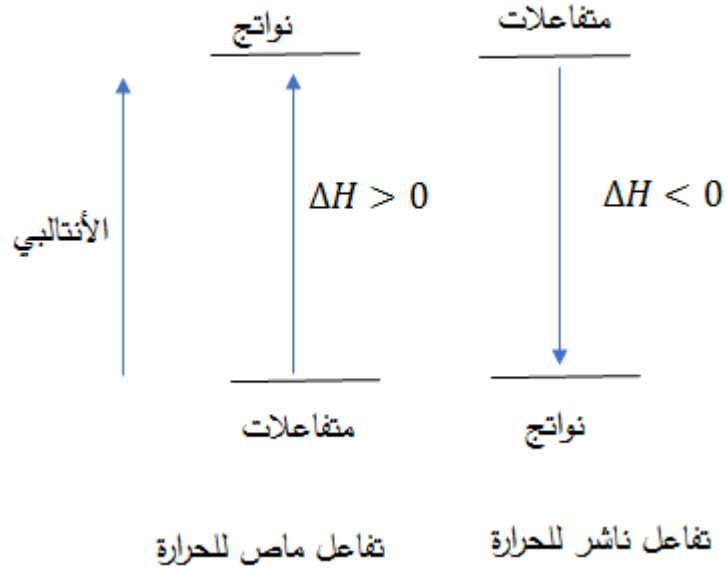 متفاعلات
نواتج
ΔH < 0
ΔH > 0
الأنتالبي
نواتج
متفاعلات
تفاعل ناشر للحرارة
تفاعل ماص للحرارة